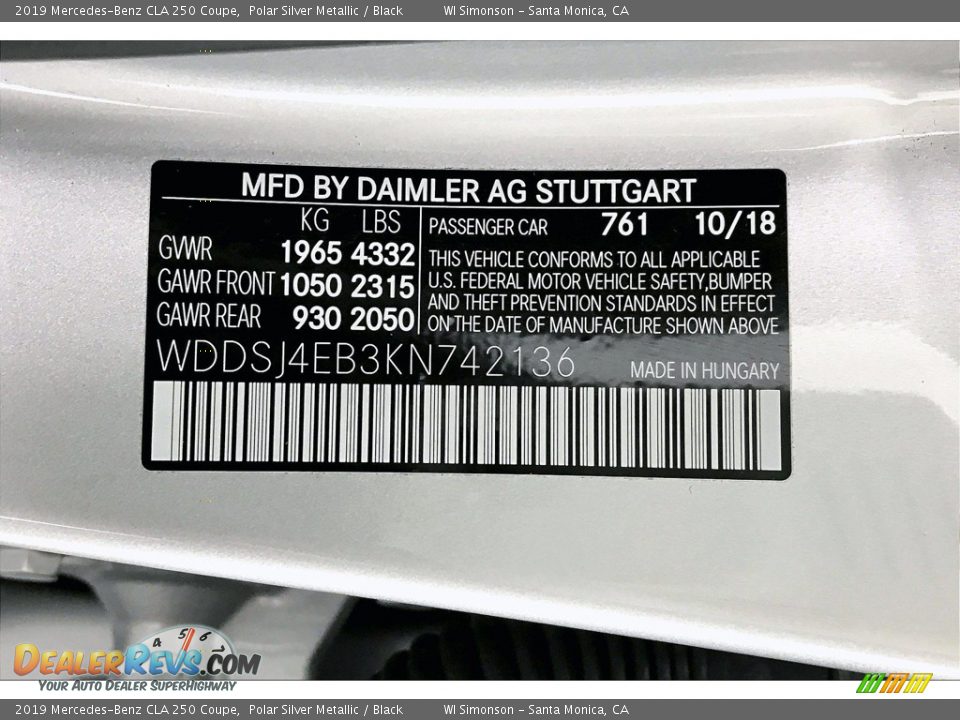 2019 Mercedes-Benz CLA 250 Coupe, Polar Silver Metallic / Black WI Simonson - Santa Monica, CA
MFD BY DAIMLER AG STUTTGART
KG LBS
GVWR 1965 4332
GAWR FRONT 1050 2315
GAWR REAR 930 2050
PASSENGER CAR 761 10/18
THIS VEHICLE CONFORMS TO ALL APPLICABLE
U.S. FEDERAL MOTOR VEHICLE SAFETY,BUMPER
AND THEFT PREVENTION STANDARDS IN EFFECT
ON THE DATE OF MANUFACTURE SHOWN ABOVE
WDDSJ4EB3KN742136
MADE IN HUNGARY
4 5 6 7
DEALERREVS.COM
YOUR AUTO DEALER SUPERHIGHWAY
2019 Mercedes-Benz CLA 250 Coupe, Polar Silver Metallic / Black WI Simonson - Santa Monica, CA